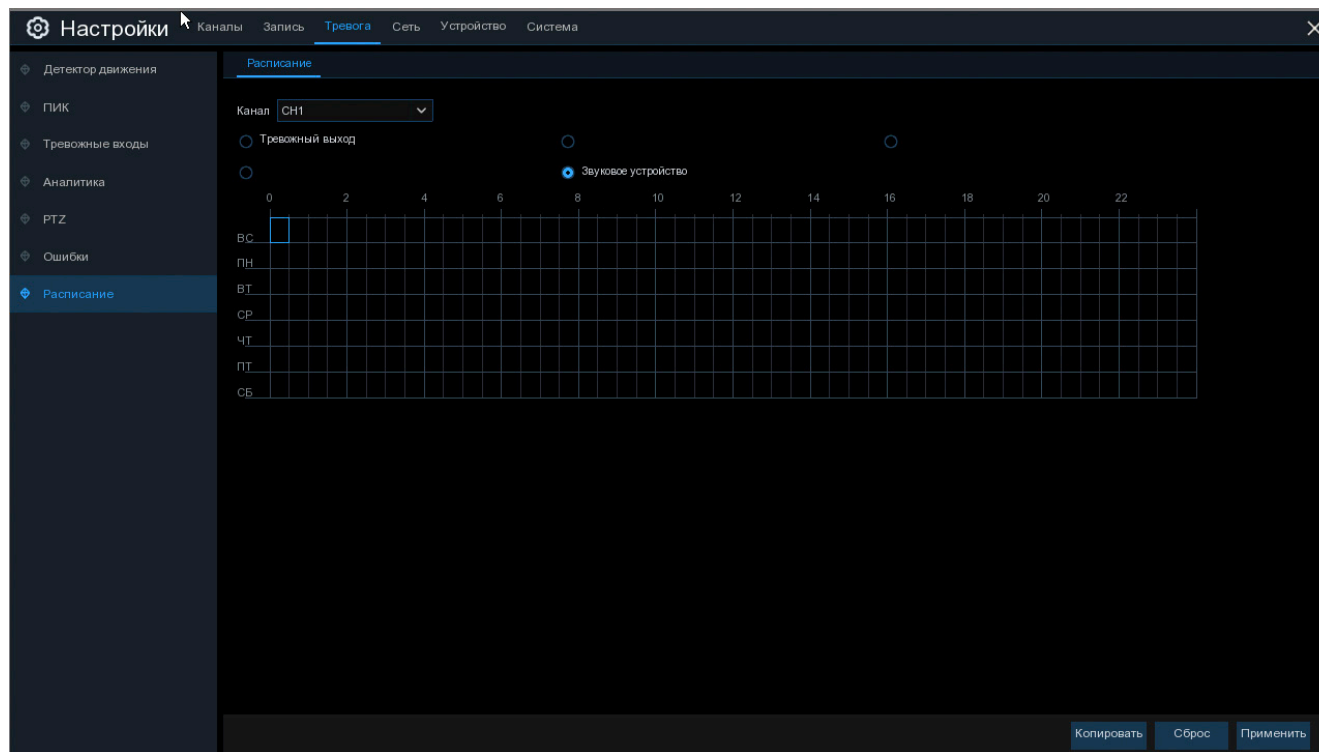 Настройки Каналы Запись Тревога Сеть Устройство Система
Детектор движения
ПИК
Тревожные входы
Аналитика
PTZ
Ошибки
Расписание
Расписание
Канал CH1
Тревожный выход
Звуковое устройство
0 2 4 6 8 10 12 14 16 18 20 22
ВС
ПН
ВТ
СР
ЧТ
ПТ
СБ
Копировать Сброс Применить